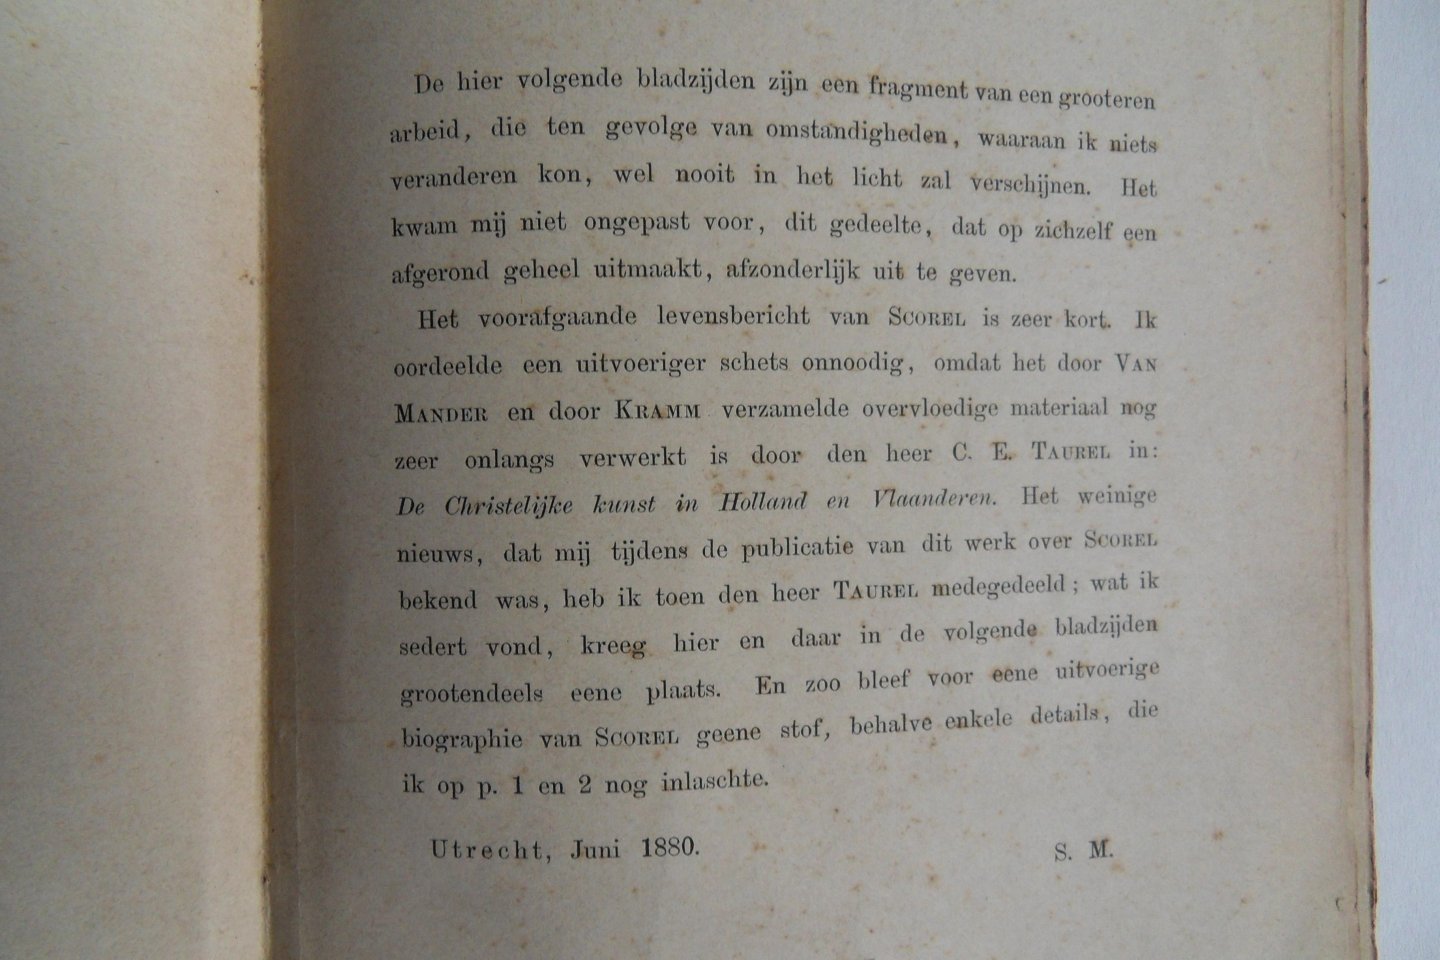 De hier volgende bladzijden zijn een fragment van een grooteren
arbeid, die ten gevolge van omstandigheden, waaraan ik niets
veranderen kon, wel nooit in het licht zal verschijnen. Het
kwam mij niet ongepast voor, dit gedeelte, dat op zichzelf een
afgerond geheel uitmaakt, afzonderlijk uit te geven.
Het voorafgaande levensbericht van SCOREL is zeer kort. Ik
oordeelde een uitvoeriger schets onnoodig, omdat het door VAN
MANDER en door KRAMM verzamelde overvloedige materiaal nog
zeer onlangs verwerkt is door den heer C. E. TAUREL in:
De Christelijke kunst in Holland en Vlaanderen. Het weinige
nieuws, dat mij tijdens de publicatie van dit werk over SCOREL
bekend was, heb ik toen den heer TAUREL medegedeeld; wat ik
sedert vond, kreeg hier en daar in de volgende bladzijden
grootendeels eene plaats. En zoo bleef voor eene uitvoerige
biographie van SCOREL geene stof, behalve enkele details, die
ik op p. 1 en 2 nog inlaschte.
Utrecht, Juni 1880. S. M.